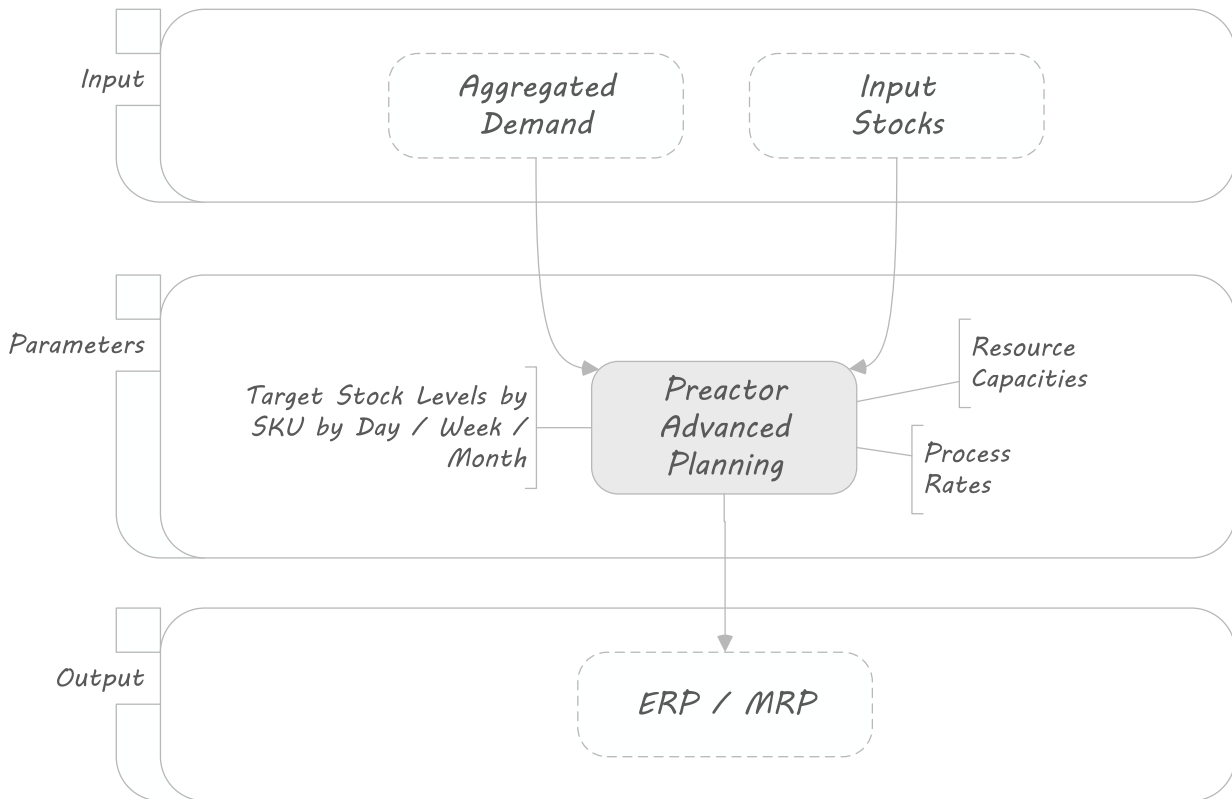 Input
Aggregated
Demand
Input
Stocks
Parameters
Target Stock Levels by
SKU by Day / Week /
Month
Preactor
Advanced
Planning
Resource
Capacities
Process
Rates
Output
ERP / MRP